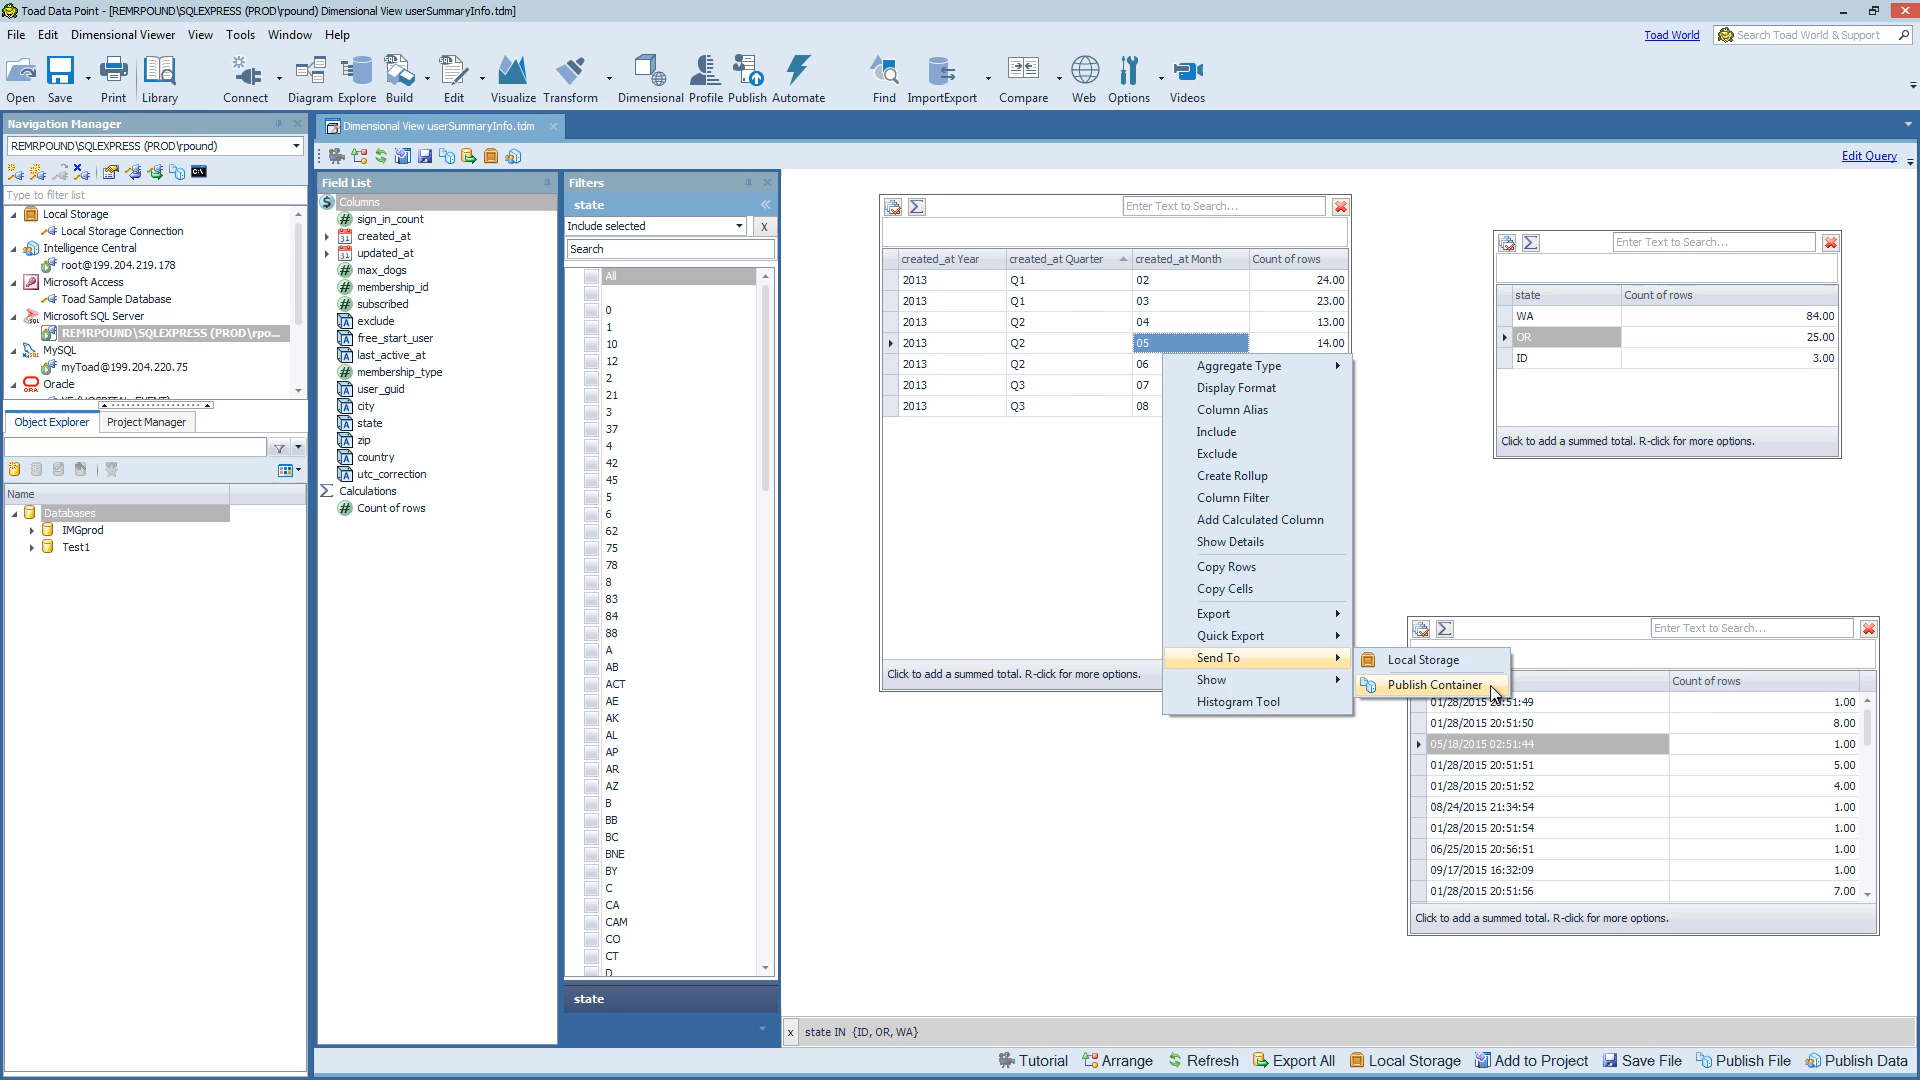 Toad Data Point - [REMRPOUND\SQLEXPRESS (PROD\rpound) Dimensional View userSummaryInfo.tdm]
File Edit Dimensional Viewer View Tools Window Help
Toad World
Search Toad World & Support
Open Save Print Library Connect Diagram Explore Build Edit Visualize Transform Dimensional Profile Publish Automate Find ImportExport Compare Web Options Videos
Navigation Manager
REMRPOUND\SQLEXPRESS (PROD\rpound)
Type to filter list
Local Storage
Local Storage Connection
Intelligence Central
root@199.204.219.178
Microsoft Access
Toad Sample Database
Microsoft SQL Server
REMRPOUND\SQLEXPRESS (PROD\rpo...
MySQL
myToad@199.204.220.75
Oracle
Object Explorer
Project Manager
Name
Databases
IMGprod
Test1
Dimensional View userSummaryInfo.tdm
Edit Query
Field List
Columns
sign_in_count
created_at
updated_at
max_dogs
membership_id
subscribed
exclude
free_start_user
last_active_at
membership_type
user_guid
city
state
zip
country
utc_correction
Calculations
Count of rows
Filters
state
Include selected
X
Search
All
0
1
10
12
2
21
3
37
4
42
45
5
6
62
75
78
8
83
84
88
A
AB
ACT
AE
AK
AL
AP
AR
AZ
B
BB
BC
BNE
BY
C
CA
CAM
CO
CT
D
state
Enter Text to Search...
created_at Year created_at Quarter created_at Month Count of rows
2013 Q1 02 24.00
2013 Q1 03 23.00
2013 Q2 04 13.00
2013 Q2 05 14.00
2013 Q2 06
2013 Q3 07
2013 Q3 08
Click to add a summed total. R-click for more options.
Aggregate Type
Display Format
Column Alias
Include
Exclude
Create Rollup
Column Filter
Add Calculated Column
Show Details
Copy Rows
Copy Cells
Export
Quick Export
Send To
Show
Histogram Tool
Local Storage
Publish Container
Enter Text to Search...
state Count of rows
WA 84.00
OR 25.00
ID 3.00
Click to add a summed total. R-click for more options.
Enter Text to Search...
Count of rows
01/28/2015 20:51:49 1.00
01/28/2015 20:51:50 8.00
05/18/2015 02:51:44 1.00
01/28/2015 20:51:51 5.00
01/28/2015 20:51:52 4.00
08/24/2015 21:34:54 1.00
01/28/2015 20:51:54 1.00
06/25/2015 20:56:51 1.00
09/17/2015 16:32:09 1.00
01/28/2015 20:51:56 7.00
Click to add a summed total. R-click for more options.
x state IN {ID, OR, WA}
Tutorial Arrange Refresh Export All Local Storage Add to Project Save File Publish File Publish Data